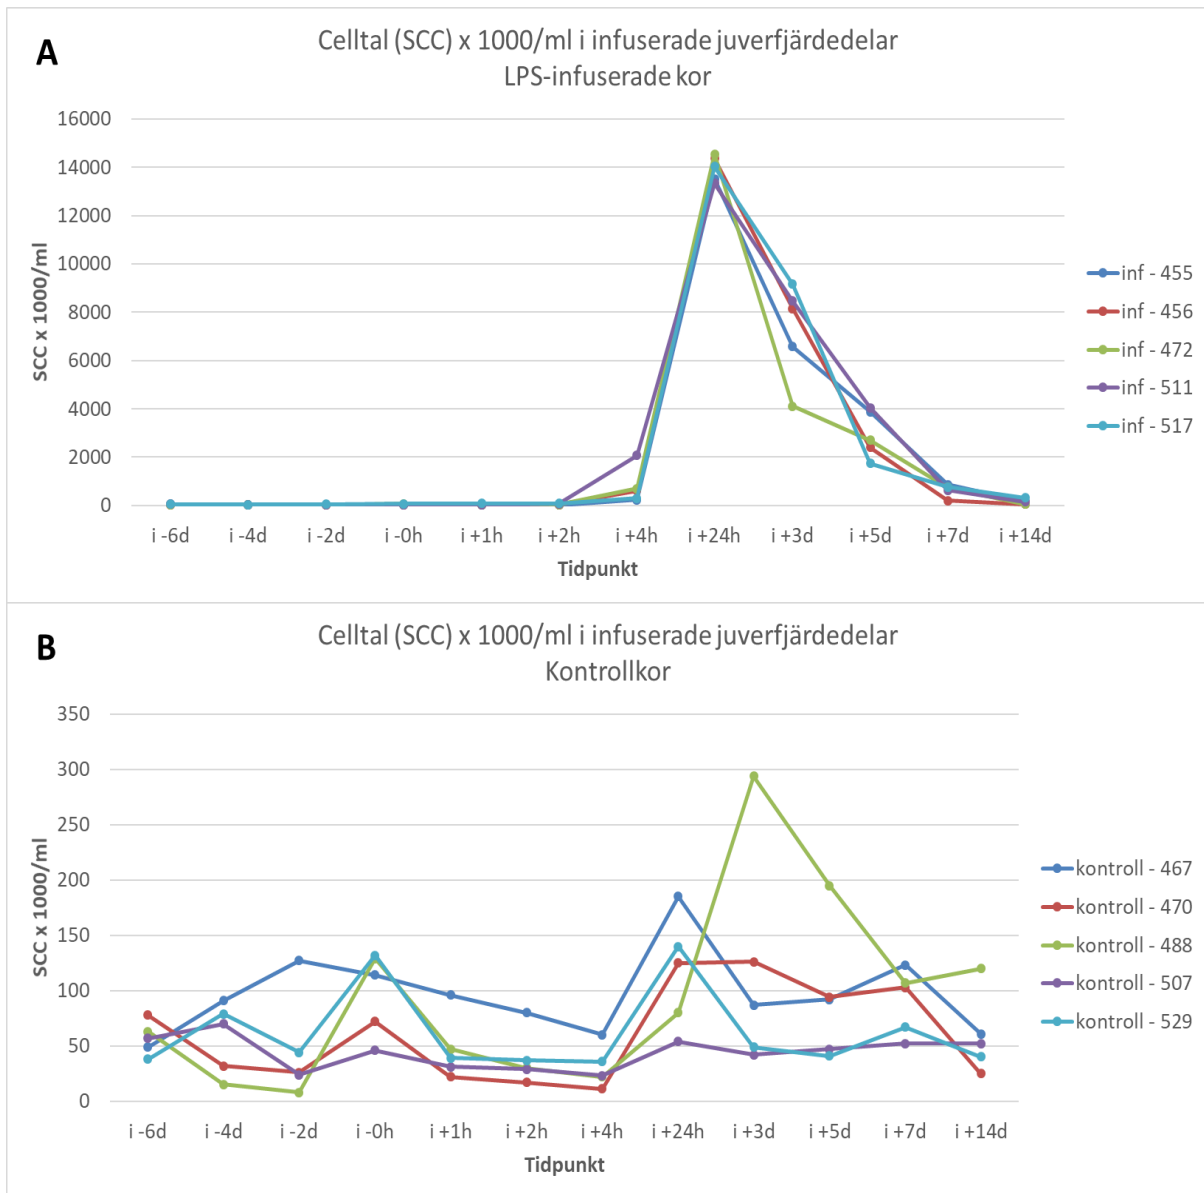 A
Celltal (SCC) x 1000/ml i infuserade juverfjärdedelar
LPS-infuserade kor
SCC x 1000/ml
16000
14000
12000
10000
8000
6000
4000
2000
0
i -6d i -4d i -2d i -0h i +1h i +2h i +4h i +24h i +3d i +5d i +7d i +14d
Tidpunkt
inf - 455
inf - 456
inf - 472
inf - 511
inf - 517
B
Celltal (SCC) x 1000/ml i infuserade juverfjärdedelar
Kontrollkor
SCC x 1000/ml
350
300
250
200
150
100
50
0
i -6d i -4d i -2d i -0h i +1h i +2h i +4h i +24h i +3d i +5d i +7d i +14d
Tidpunkt
kontroll - 467
kontroll - 470
kontroll - 488
kontroll - 507
kontroll - 529